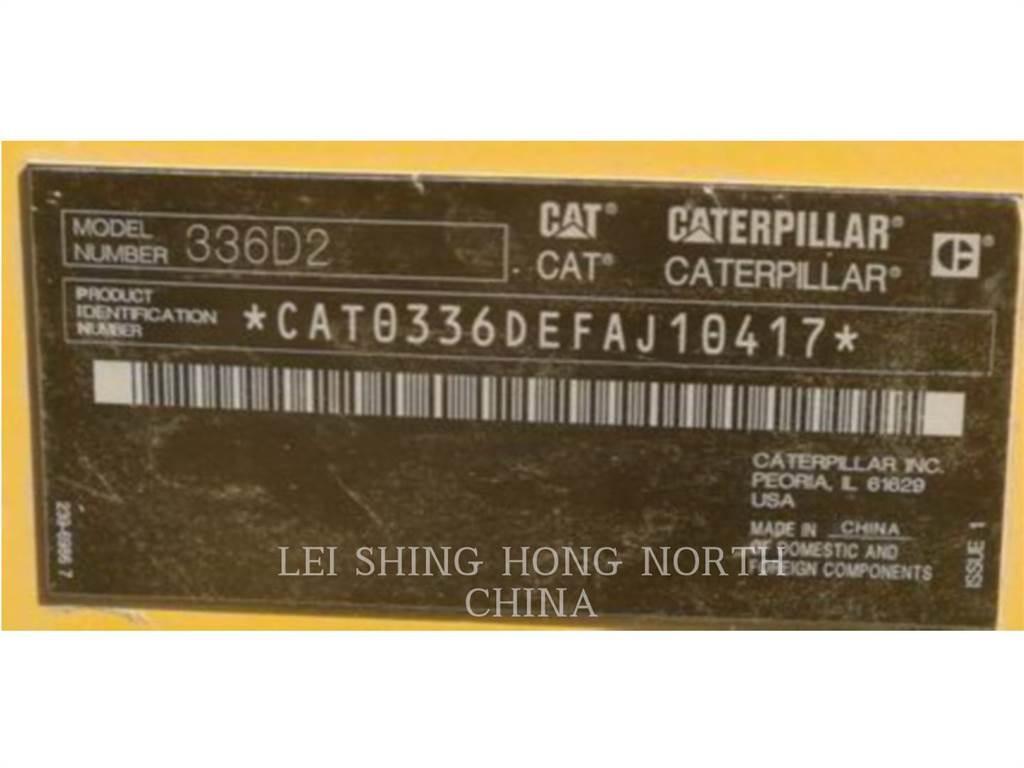 MODEL
NUMBER 336D2
CAT® CATERPILLAR®
CAT® CATERPILLAR®
PRODUCT
IDENTIFICATION
NUMBER
*CAT0336DEFAJ10417*
CATERPILLAR INC.
PEORIA, IL 61629
USA
MADE IN CHINA
OF DOMESTIC AND
FOREIGN COMPONENTS
ISSUE 1
LEI SHING HONG NORTH
CHINA